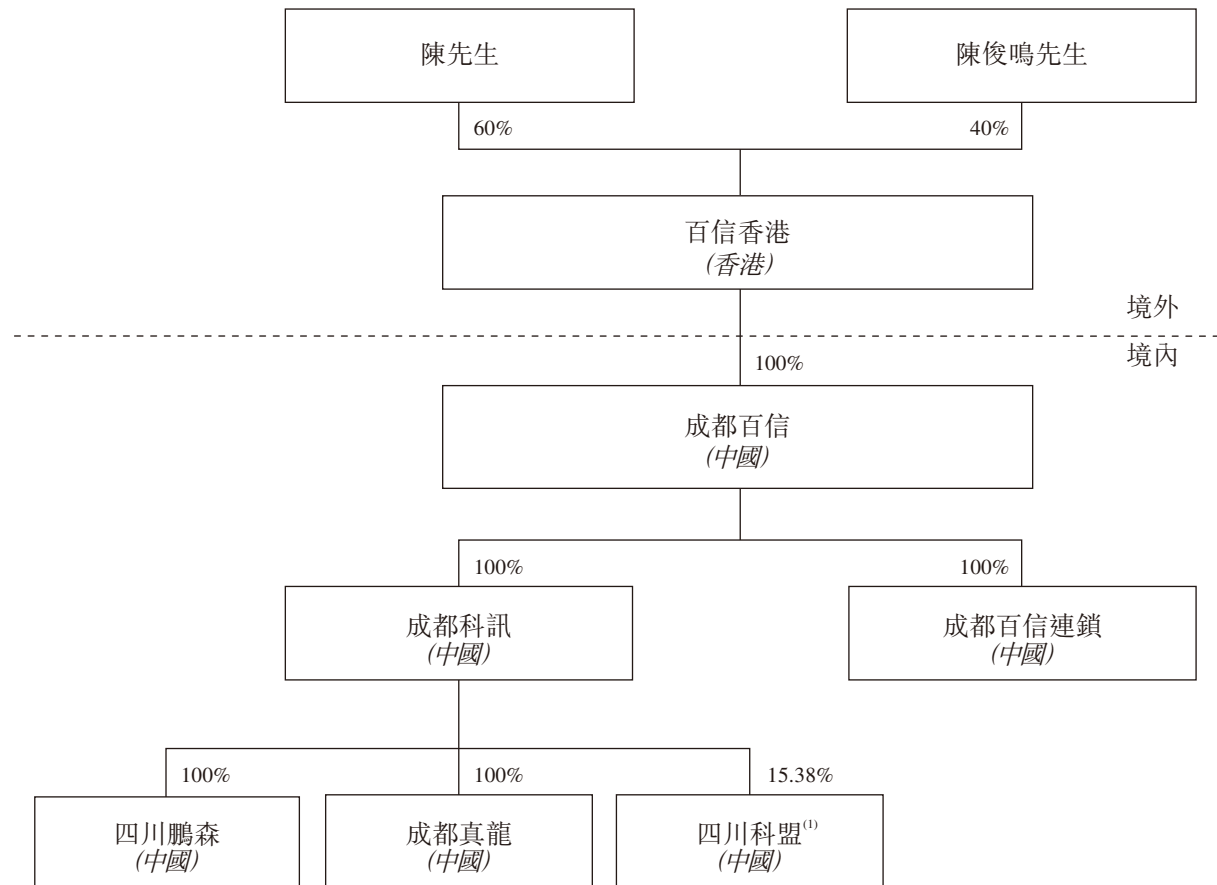 陳先生
陳俊鳴先生
60%
40%
百信香港
(香港)
境外
境內
100%
成都百信
(中國)
100%
100%
成都科訊
(中國)
成都百信連鎖
(中國)
100%
100%
15.38%
四川鵬森
(中國)
成都真龍
(中國)
四川科盟(1)
(中國)